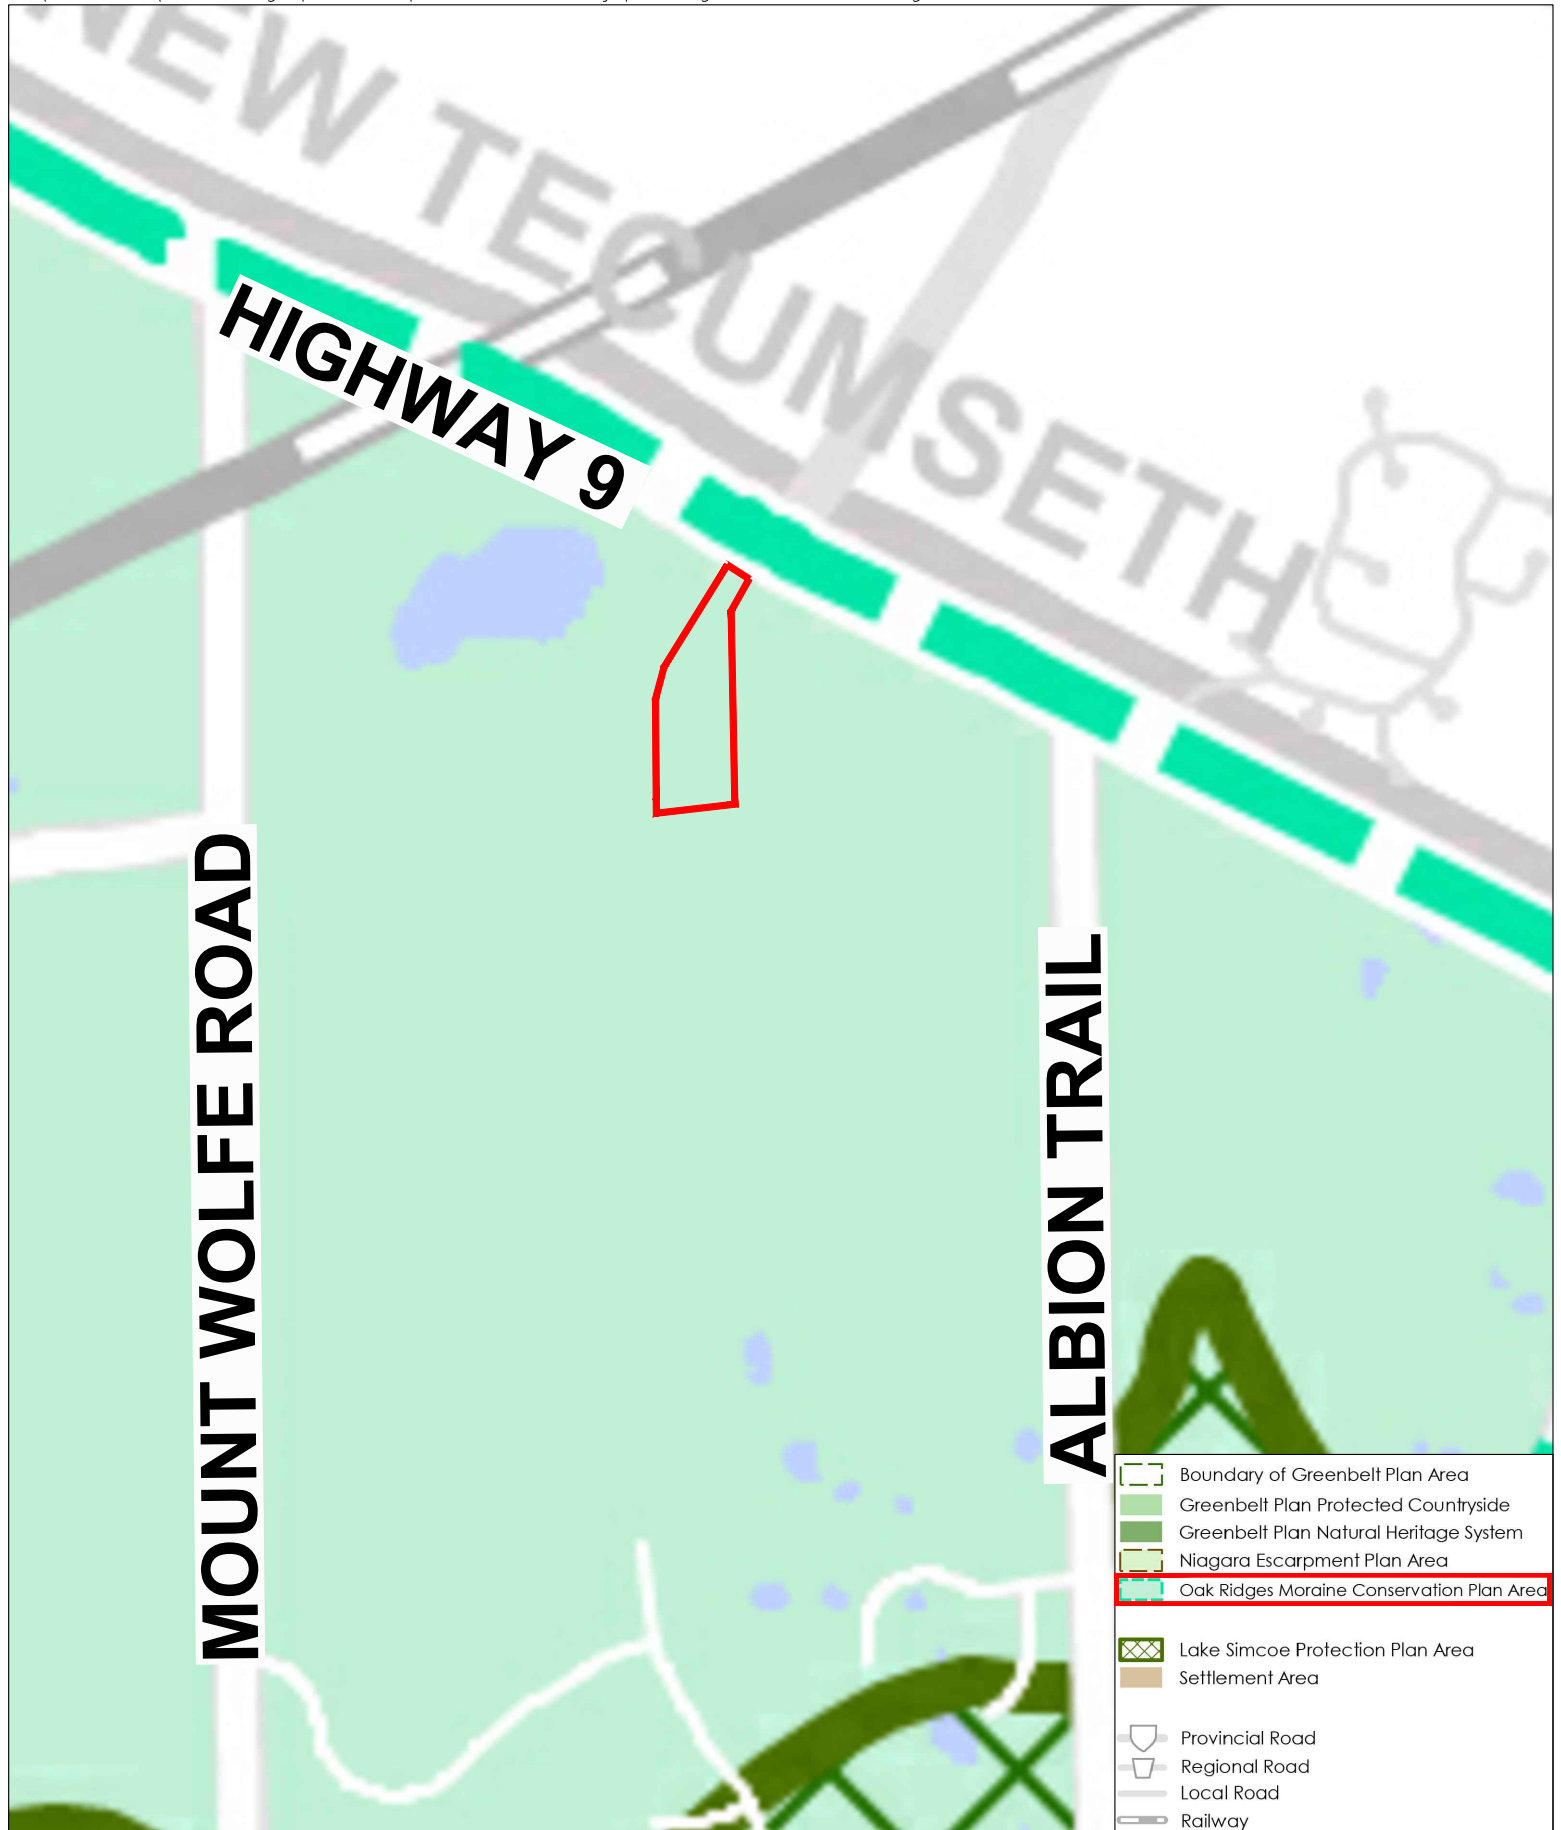 NEW TECUMSETH
HIGHWAY 9
MOUNT WOLFE ROAD
ALBION TRAIL
Boundary of Greenbelt Plan Area
Greenbelt Plan Protected Countryside
Greenbelt Plan Natural Heritage System
Niagara Escarpment Plan Area
Oak Ridges Moraine Conservation Plan Area
Lake Simcoe Protection Plan Area
Settlement Area
Provincial Road
Regional Road
Local Road
Railway